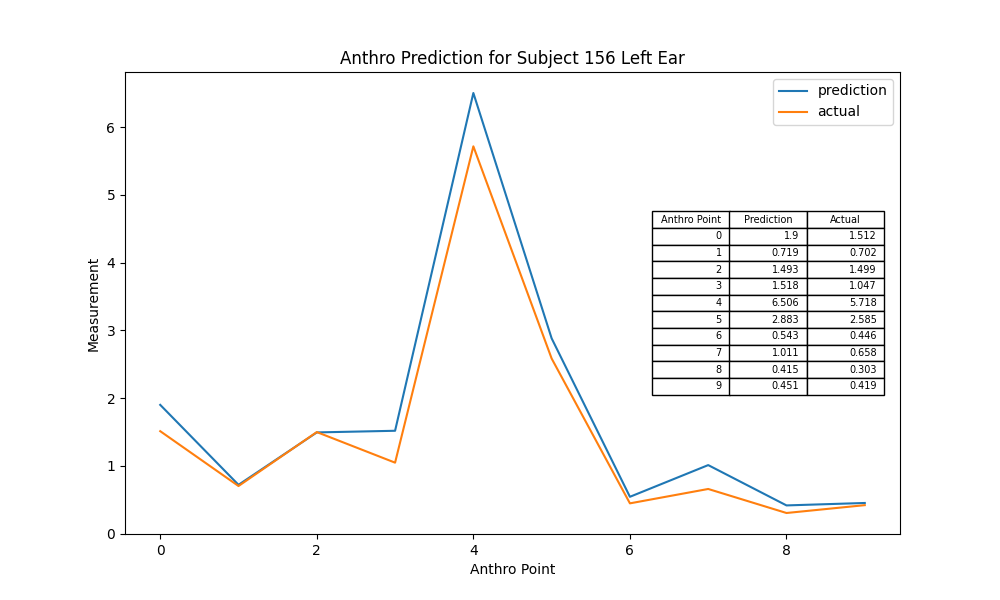 Anthro Prediction for Subject 156 Left Ear
prediction
actual
Measurement
6
5
4
3
2
1
0
Anthro Point Prediction Actual
0 1.9 1.512
1 0.719 0.702
2 1.493 1.499
3 1.518 1.047
4 6.506 5.718
5 2.883 2.585
6 0.543 0.446
7 1.011 0.658
8 0.415 0.303
9 0.451 0.419
0 2 4 6 8
Anthro Point